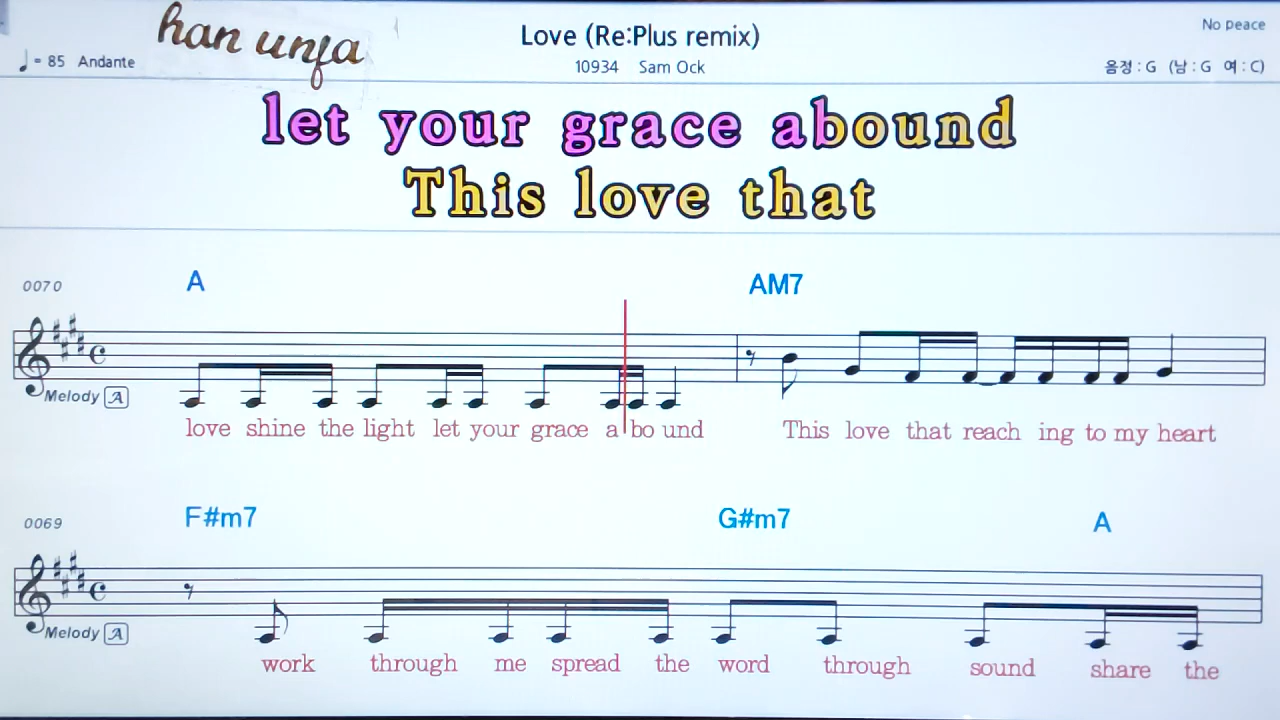 han unfa
Love (Re:Plus remix)
No peace
= 85 Andante
10934 Sam Ock
음정 : G (남 : G 여 : C)
let your grace abound
This love that
0070
A AM7
Melody A
love shine the light let your grace a bo und This love that reach ing to my heart
0069
F#m7 G#m7 A
Melody A
work through me spread the word through sound share the